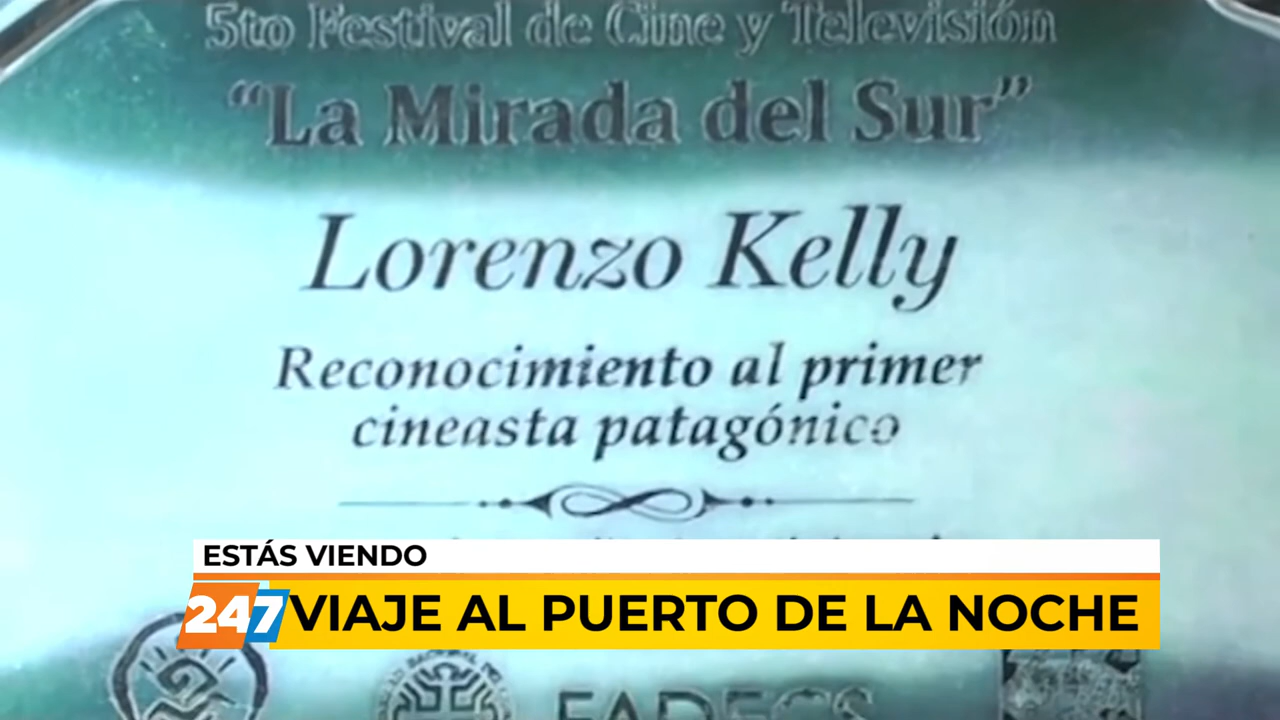 5to Festival de Cine y Televisión
“La Mirada del Sur”
Lorenzo Kelly
Reconocimiento al primer
cineasta patagónico
ESTÁS VIENDO
247 VIAJE AL PUERTO DE LA NOCHE
FADECS